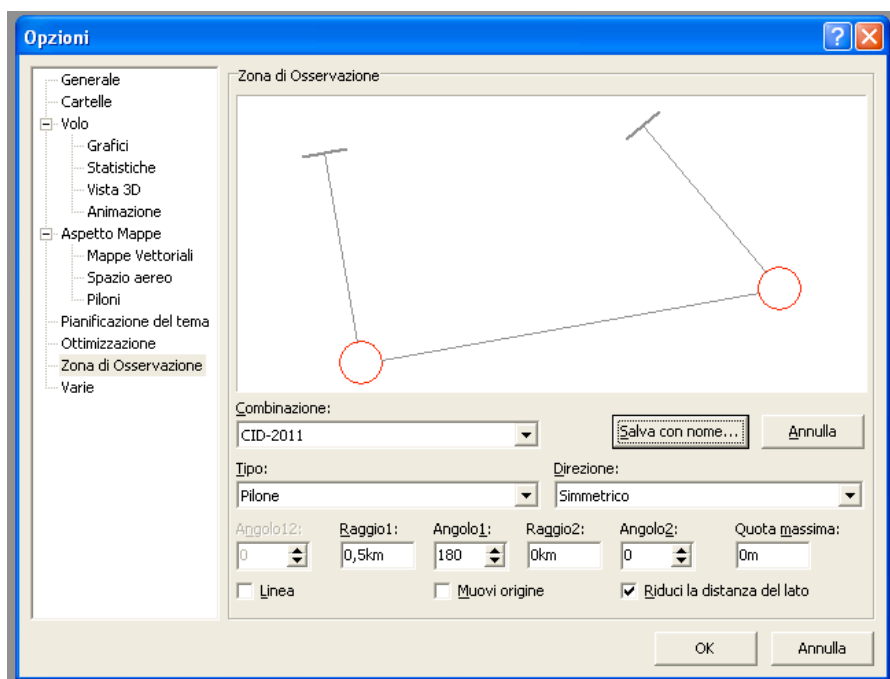 Opzioni
Generale
Cartelle
Volo
Grafici
Statistiche
Vista 3D
Animazione
Aspetto Mappe
Mappe Vettoriali
Spazio aereo
Piloni
Pianificazione del tema
Ottimizzazione
Zona di Osservazione
Varie
Zona di Osservazione
Combinazione:
CID-2011
Salva con nome...
Annulla
Tipo:
Direzione:
Pilone
Simmetrico
Angolo12:
Raggio1:
Angolo1:
Raggio2:
Angolo2:
Quota massima:
0
0,5km
180
0km
0
0m
Linea
Muovi origine
Riduci la distanza del lato
OK
Annulla